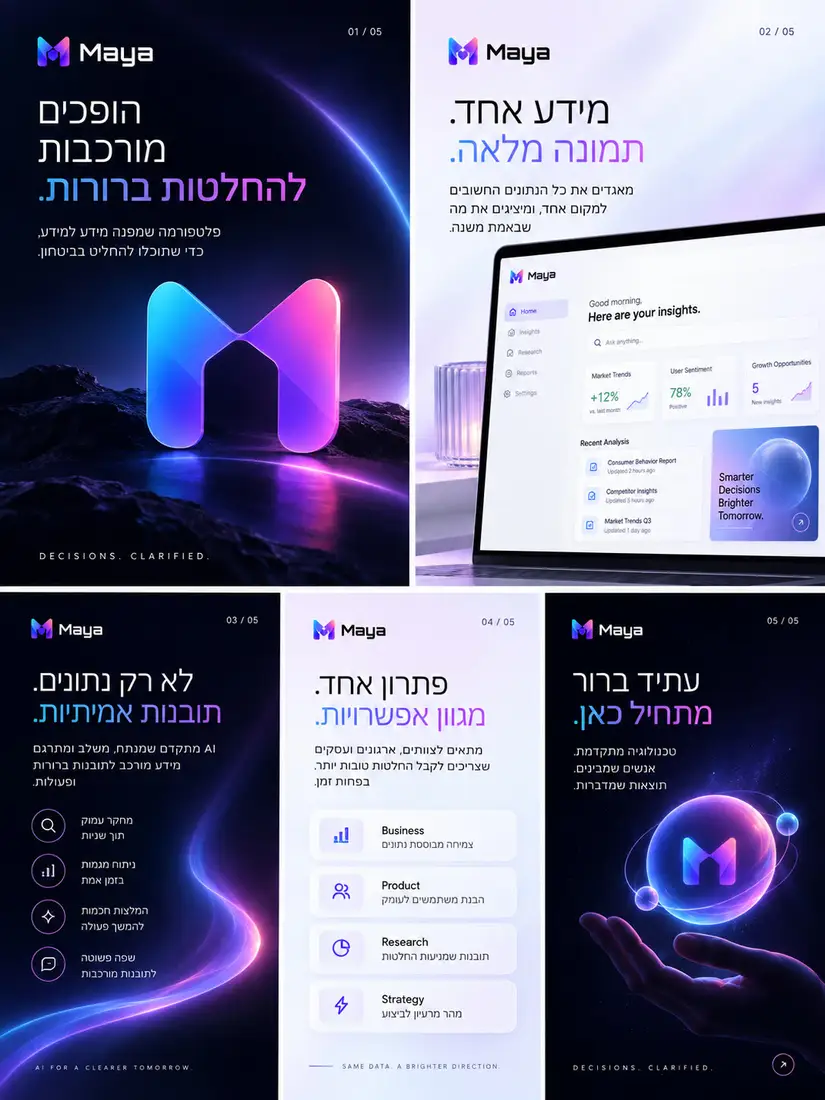 01 / 05
Maya
הופכים
מורכבות
להחלטות ברורות.
פלטפורמה שמפנה מידע למידע,
כדי שתוכלו להחליט בביטחון.
DECISIONS. CLARIFIED.
02 / 05
Maya
מידע אחד.
תמונה מלאה.
מאגדים את כל הנתונים החשובים
למקום אחד, ומיציגים את מה
שבאמת משנה.
Maya
Home
Insights
Research
Reports
Settings
Good morning,
Here are your insights.
Ask anything...
Market Trends
+12%
vs. last month
User Sentiment
78%
Positive
Growth Opportunities
5
New insights
Recent Analysis
Consumer Behavior Report
Updated 2 hours ago
Competitor Insights
Updated 5 hours ago
Market Trends Q3
Updated 1 day ago
Smarter
Decisions
Brighter
Tomorrow.
03 / 05
Maya
לא רק נתונים.
תובנות אמיתיות.
AI מתקדם שמנתח, משלב ומתרגם
מידע מורכב לתובנות ברורות
ופעולות.
מחקר עמוק
תוך שניות
ניתוח מגמות
בזמן אמת
המלצות חכמות
להמשך פעולה
שפה פשוטה
לתובנות מורכבות
AI FOR A CLEARER TOMORROW.
04 / 05
Maya
פתרון אחד.
מגוון אפשרויות.
מתאים לצוותים, ארגונים ועסקים
שצריכים לקבל החלטות טובות יותר.
בפחות זמן.
Business
צמיחה מבוססת נתונים
Product
הבנת משתמשים לעומק
Research
תובנות שמניעות החלטות
Strategy
מהר מרעיון לביצוע
SAME DATA. A BRIGHTER DIRECTION.
05 / 05
Maya
עתיד ברור
מתחיל כאן.
טכנולוגיה מתקדמת.
אנשים שמבינים.
תוצאות שמדברות.
DECISIONS. CLARIFIED.